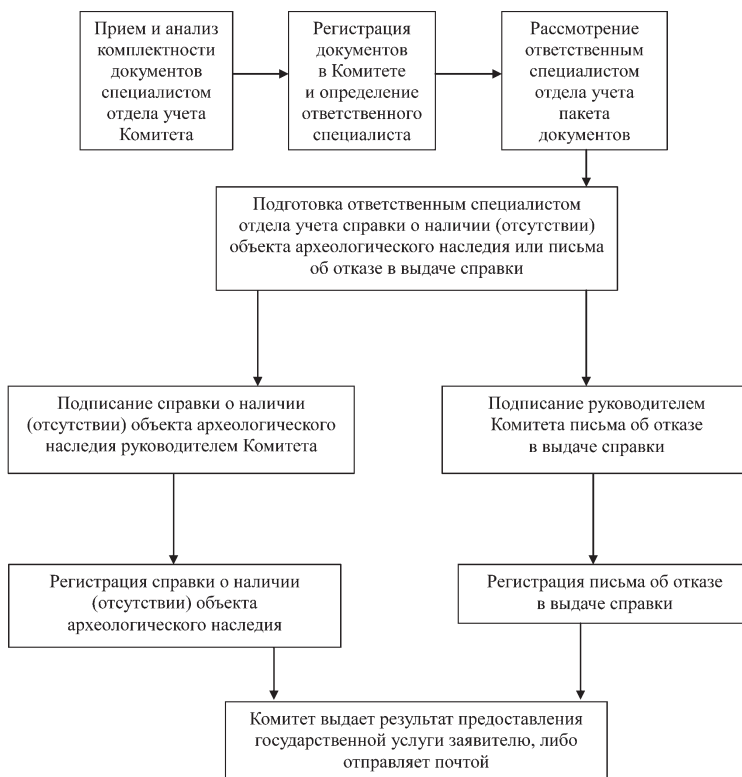 Прием и анализ
комплектности
документов
специалистом
отдела учета
Комитета
Регистрация
документов
в Комитете
и определение
ответственного
специалиста
Рассмотрение
ответственным
специалистом
отдела учета
пакета
документов
Подготовка ответственным специалистом
отдела учета справки о наличии (отсутствии)
объекта археологического наследия или письма
об отказе в выдаче справки
Подписание справки о наличии
(отсутствии) объекта археологического
наследия руководителем Комитета
Подписание руководителем
Комитета письма об отказе
в выдаче справки
Регистрация справки о наличии
(отсутствии) объекта
археологического наследия
Регистрация письма об отказе
в выдаче справки
Комитет выдает результат предоставления
государственной услуги заявителю, либо
отправляет почтой